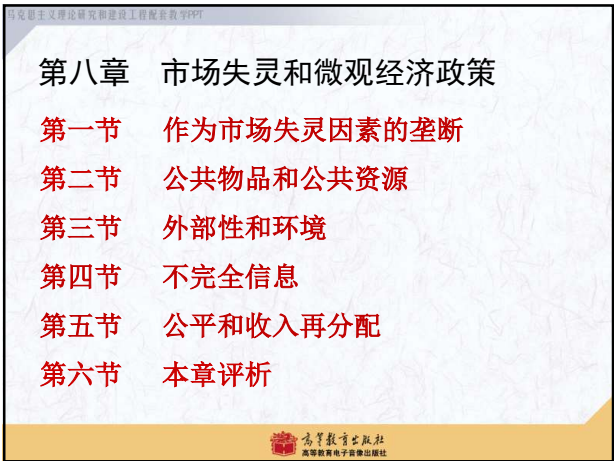 马克思主义理论研究和建设工程配套教学PPT
第八章 市场失灵和微观经济政策
第一节 作为市场失灵因素的垄断
第二节 公共物品和公共资源
第三节 外部性和环境
第四节 不完全信息
第五节 公平和收入再分配
第六节 本章评析
高等教育出版社
高等教育电子音像出版社